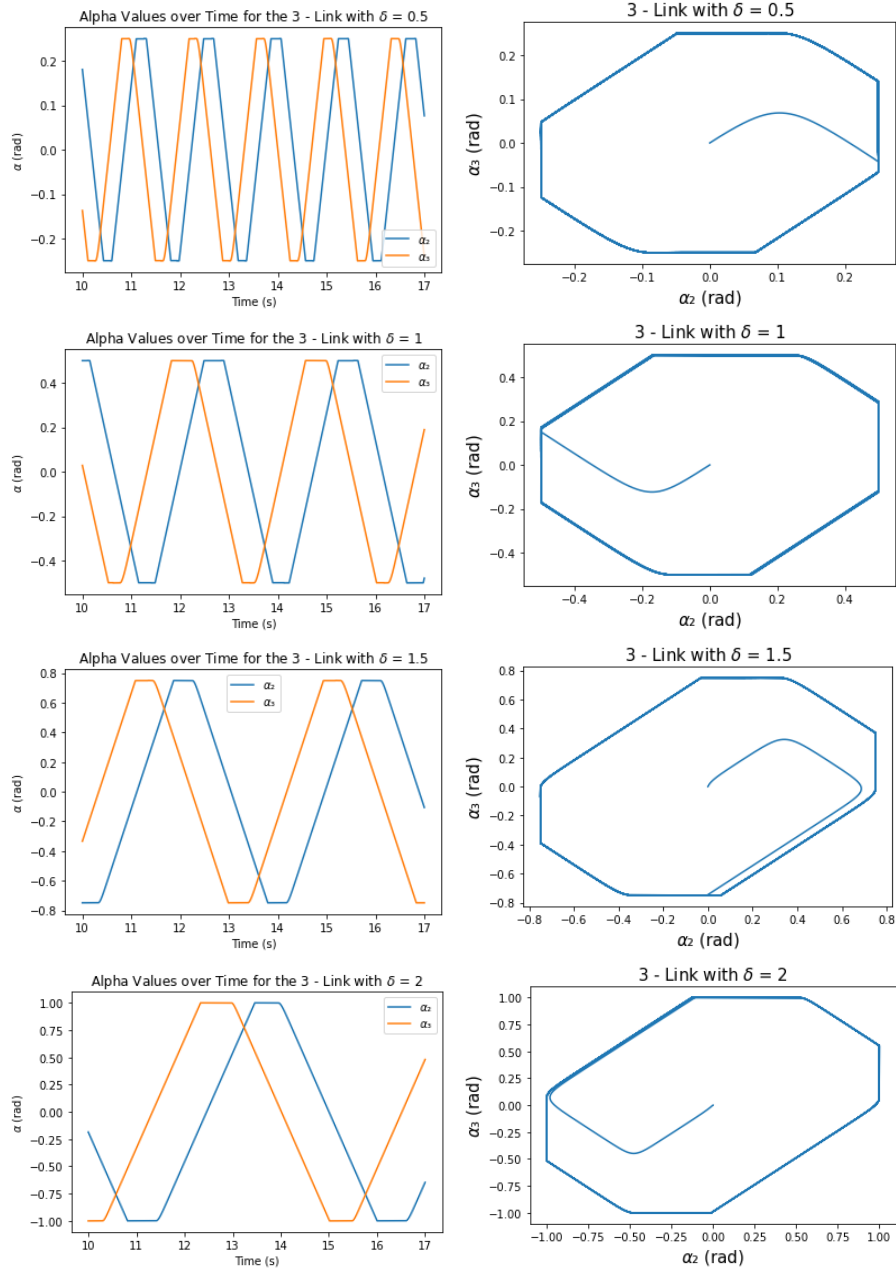 Alpha Values over Time for the 3 - Link with δ = 0.5
0.2
0.1
0.0
−0.1
−0.2
α (rad)
α₂
α₃
10 11 12 13 14 15 16 17
Time (s)
3 - Link with δ = 0.5
0.2
0.1
0.0
−0.1
−0.2
α₃ (rad)
−0.2 −0.1 0.0 0.1 0.2
α₂ (rad)
Alpha Values over Time for the 3 - Link with δ = 1
0.4
0.2
0.0
−0.2
−0.4
α (rad)
α₂
α₃
10 11 12 13 14 15 16 17
Time (s)
3 - Link with δ = 1
0.4
0.2
0.0
−0.2
−0.4
α₃ (rad)
−0.4 −0.2 0.0 0.2 0.4
α₂ (rad)
Alpha Values over Time for the 3 - Link with δ = 1.5
0.8
0.6
0.4
0.2
0.0
−0.2
−0.4
−0.6
−0.8
α (rad)
α₂
α₃
10 11 12 13 14 15 16 17
Time (s)
3 - Link with δ = 1.5
0.8
0.6
0.4
0.2
0.0
−0.2
−0.4
−0.6
−0.8
α₃ (rad)
−0.8 −0.6 −0.4 −0.2 0.0 0.2 0.4 0.6 0.8
α₂ (rad)
Alpha Values over Time for the 3 - Link with δ = 2
1.00
0.75
0.50
0.25
0.00
−0.25
−0.50
−0.75
−1.00
α (rad)
α₂
α₃
10 11 12 13 14 15 16 17
Time (s)
3 - Link with δ = 2
1.00
0.75
0.50
0.25
0.00
−0.25
−0.50
−0.75
−1.00
α₃ (rad)
−1.00 −0.75 −0.50 −0.25 0.00 0.25 0.50 0.75 1.00
α₂ (rad)